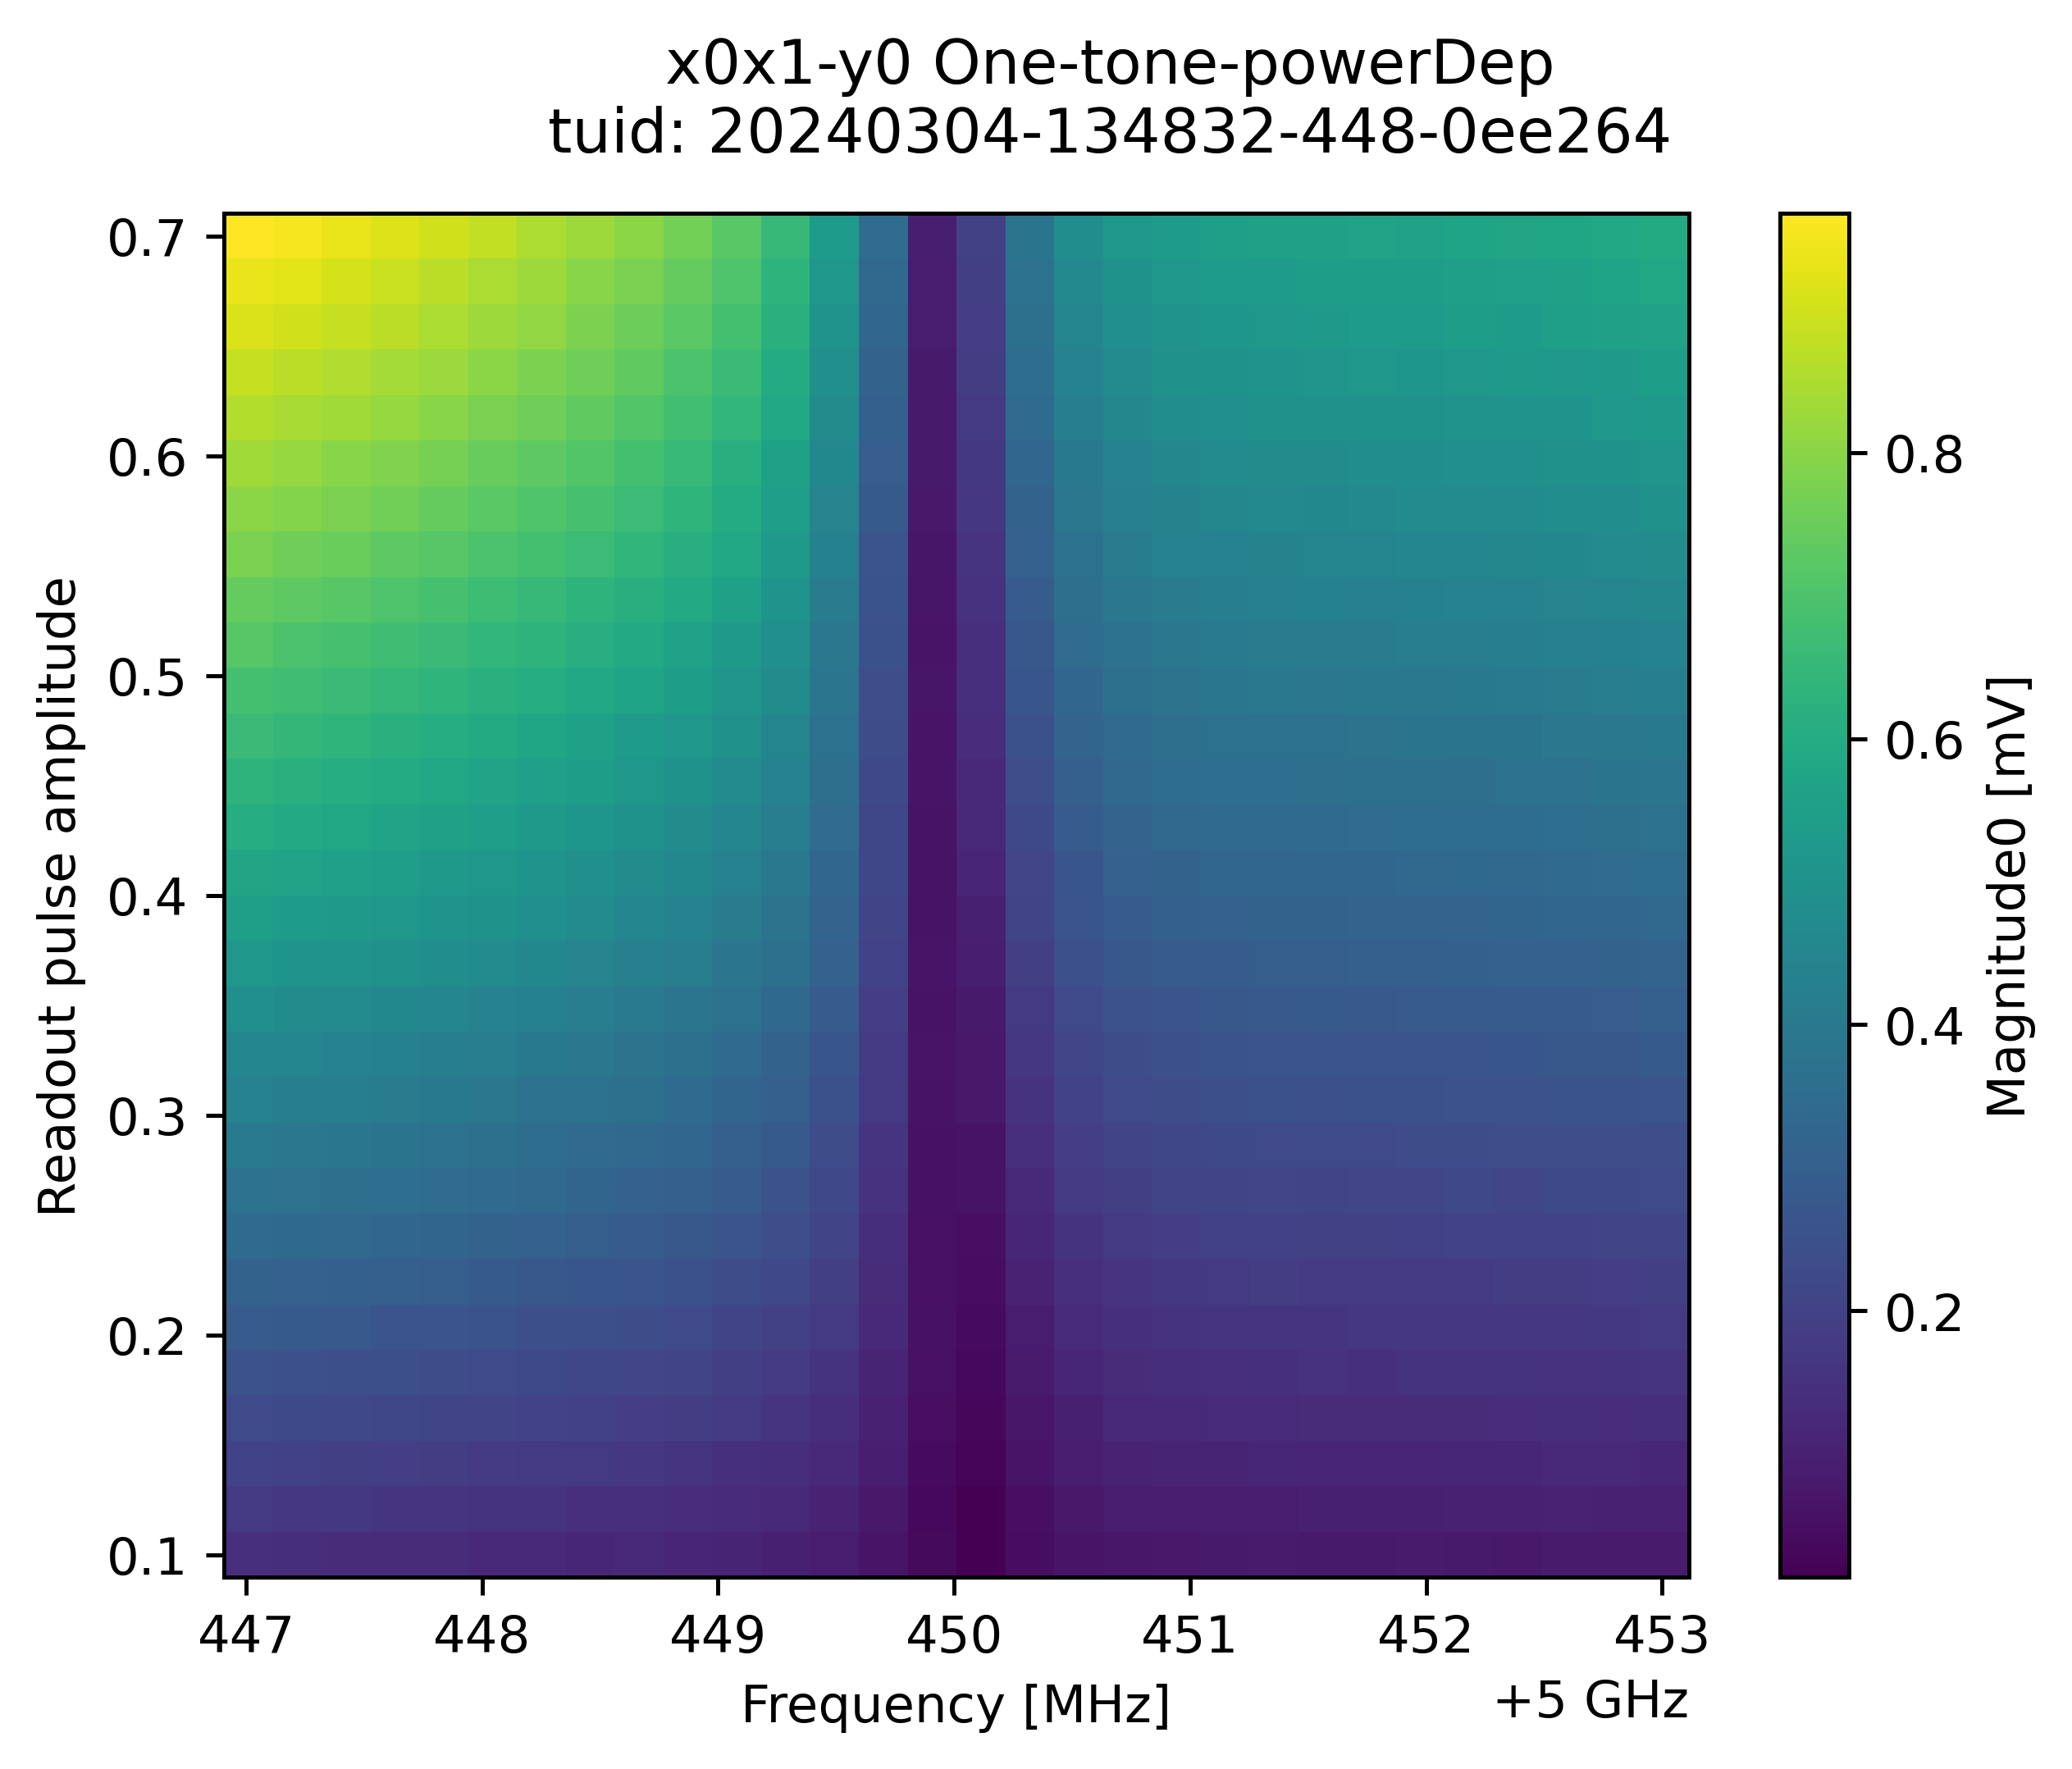 x0x1-y0 One-tone-powerDep
tuid: 20240304-134832-448-0ee264
Readout pulse amplitude
0.7
0.6
0.5
0.4
0.3
0.2
0.1
447 448 449 450 451 452 453
Frequency [MHz]
+5 GHz
0.8
0.6
0.4
0.2
Magnitude0 [mV]